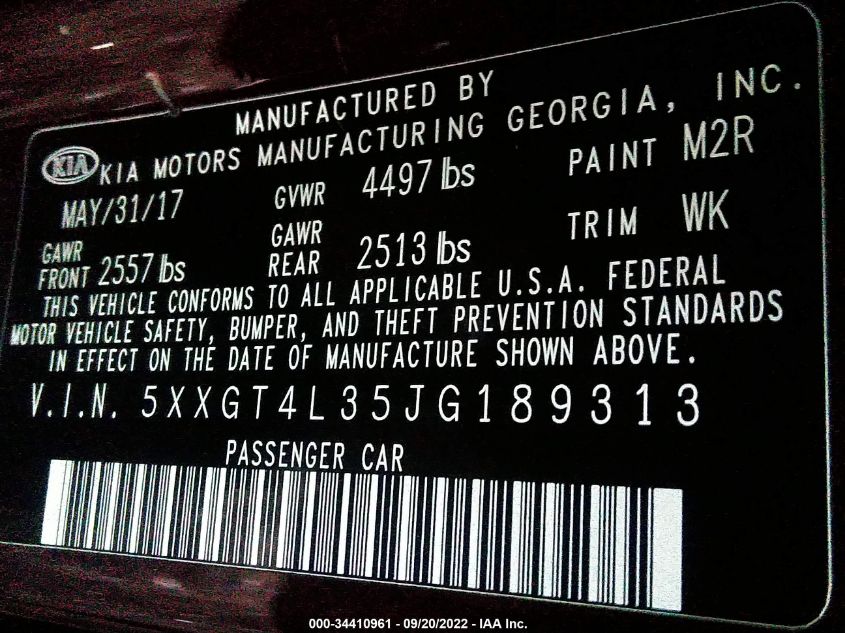 MANUFACTURED BY
KIA KIA MOTORS MANUFACTURING GEORGIA, INC.
MAY/31/17 GVWR 4497 lbs PAINT M2R
GAWR FRONT 2557 lbs GAWR REAR 2513 lbs TRIM WK
THIS VEHICLE CONFORMS TO ALL APPLICABLE U.S.A. FEDERAL
MOTOR VEHICLE SAFETY, BUMPER, AND THEFT PREVENTION STANDARDS
IN EFFECT ON THE DATE OF MANUFACTURE SHOWN ABOVE.
V.I.N. 5XXGT4L35JG189313
PASSENGER CAR
000-34410961 - 09/20/2022 - IAA Inc.